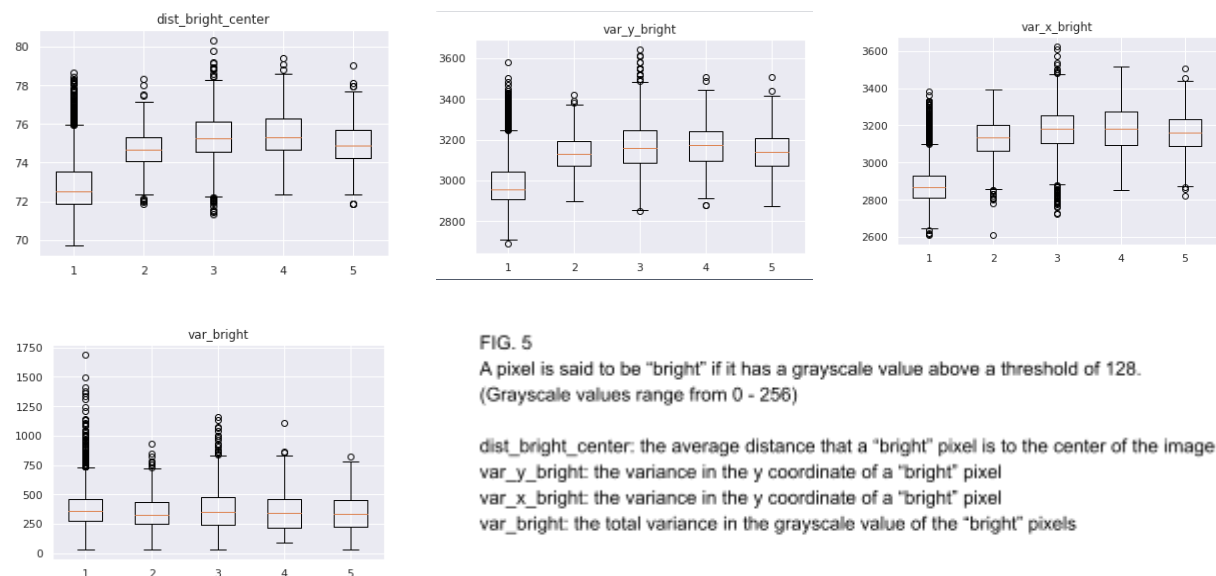 dist_bright_center
80
78
76
74
72
70
1 2 3 4 5
var_y_bright
3600
3400
3200
3000
2800
1 2 3 4 5
var_x_bright
3600
3400
3200
3000
2800
2600
1 2 3 4 5
var_bright
1750
1500
1250
1000
750
500
250
0
1 2 3 4 5
FIG. 5
A pixel is said to be “bright” if it has a grayscale value above a threshold of 128.
(Grayscale values range from 0 - 256)
dist_bright_center: the average distance that a “bright” pixel is to the center of the image
var_y_bright: the variance in the y coordinate of a “bright” pixel
var_x_bright: the variance in the y coordinate of a “bright” pixel
var_bright: the total variance in the grayscale value of the “bright” pixels